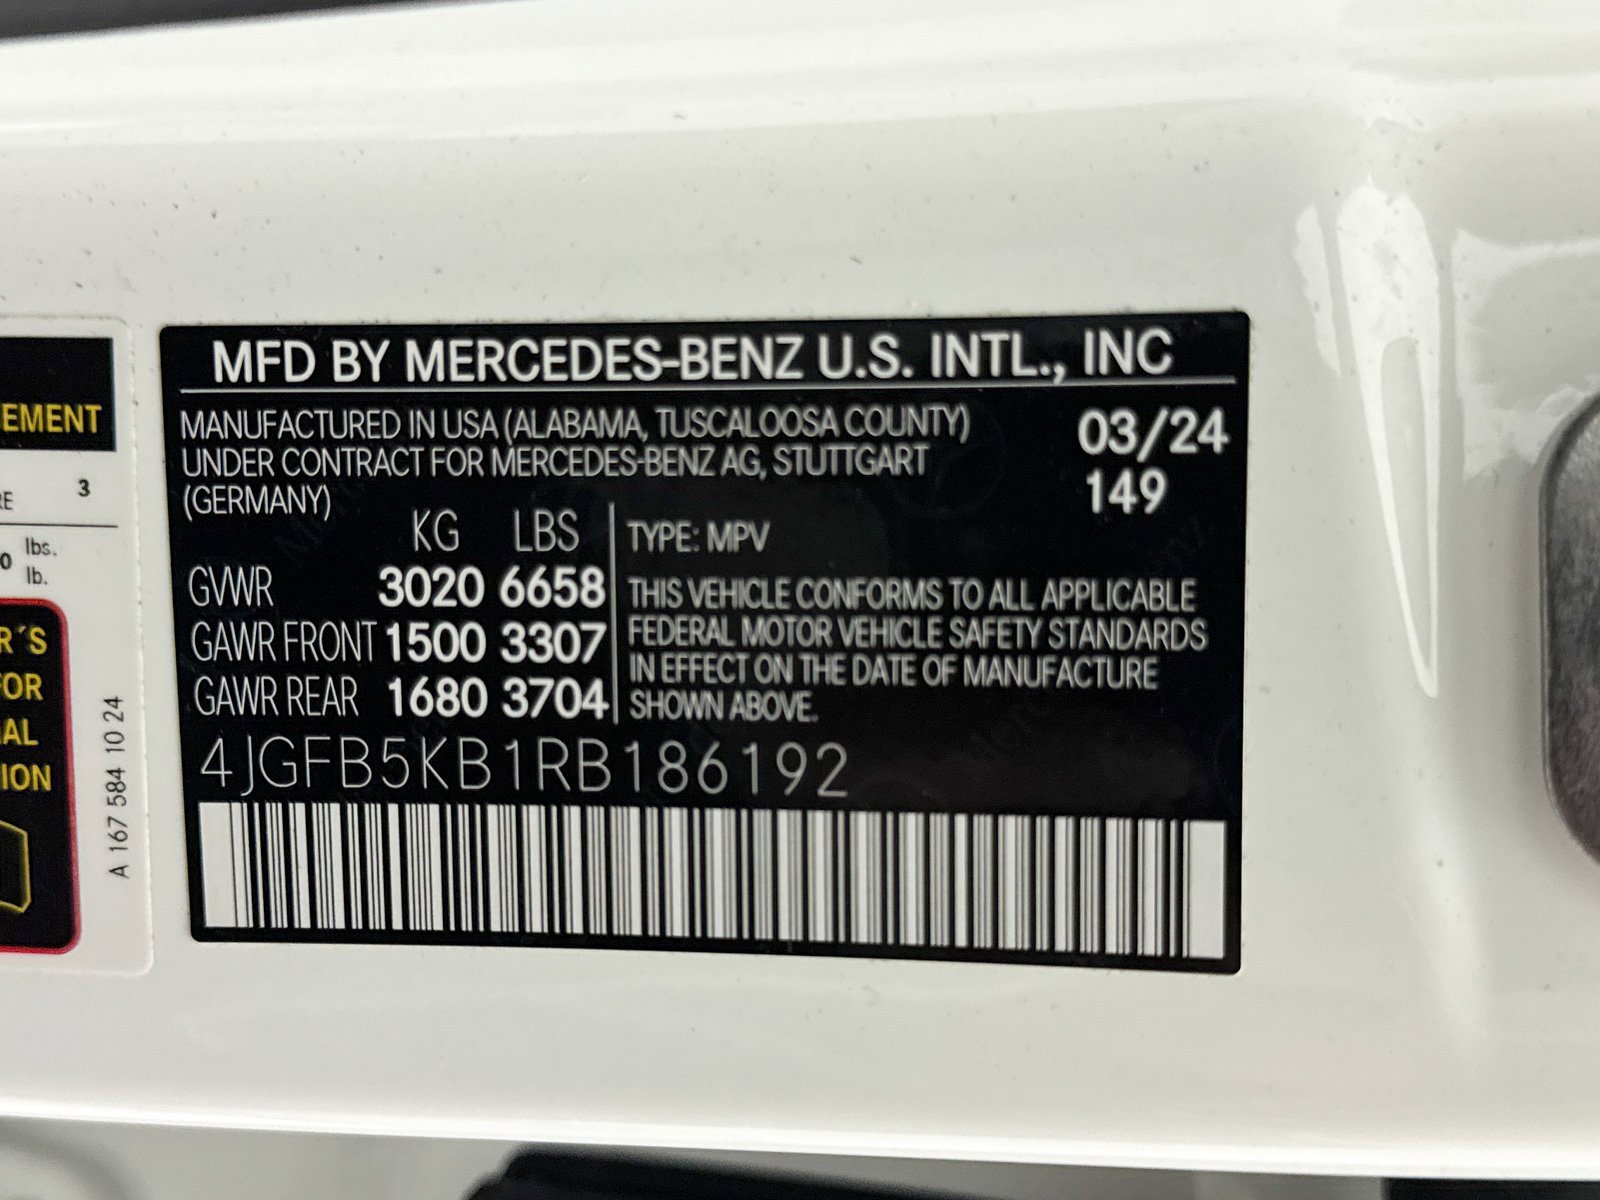 MFD BY MERCEDES-BENZ U.S. INTL., INC
MANUFACTURED IN USA (ALABAMA, TUSCALOOSA COUNTY)
UNDER CONTRACT FOR MERCEDES-BENZ AG, STUTTGART
(GERMANY)
03/24
149
KG LBS
GVWR 3020 6658
GAWR FRONT 1500 3307
GAWR REAR 1680 3704
TYPE: MPV
THIS VEHICLE CONFORMS TO ALL APPLICABLE
FEDERAL MOTOR VEHICLE SAFETY STANDARDS
IN EFFECT ON THE DATE OF MANUFACTURE
SHOWN ABOVE.
4JGFB5KB1RB186192
EMENT
RE 3
0 lbs.
lb.
R´S
FOR
AL
ION
A 167 584 10 24